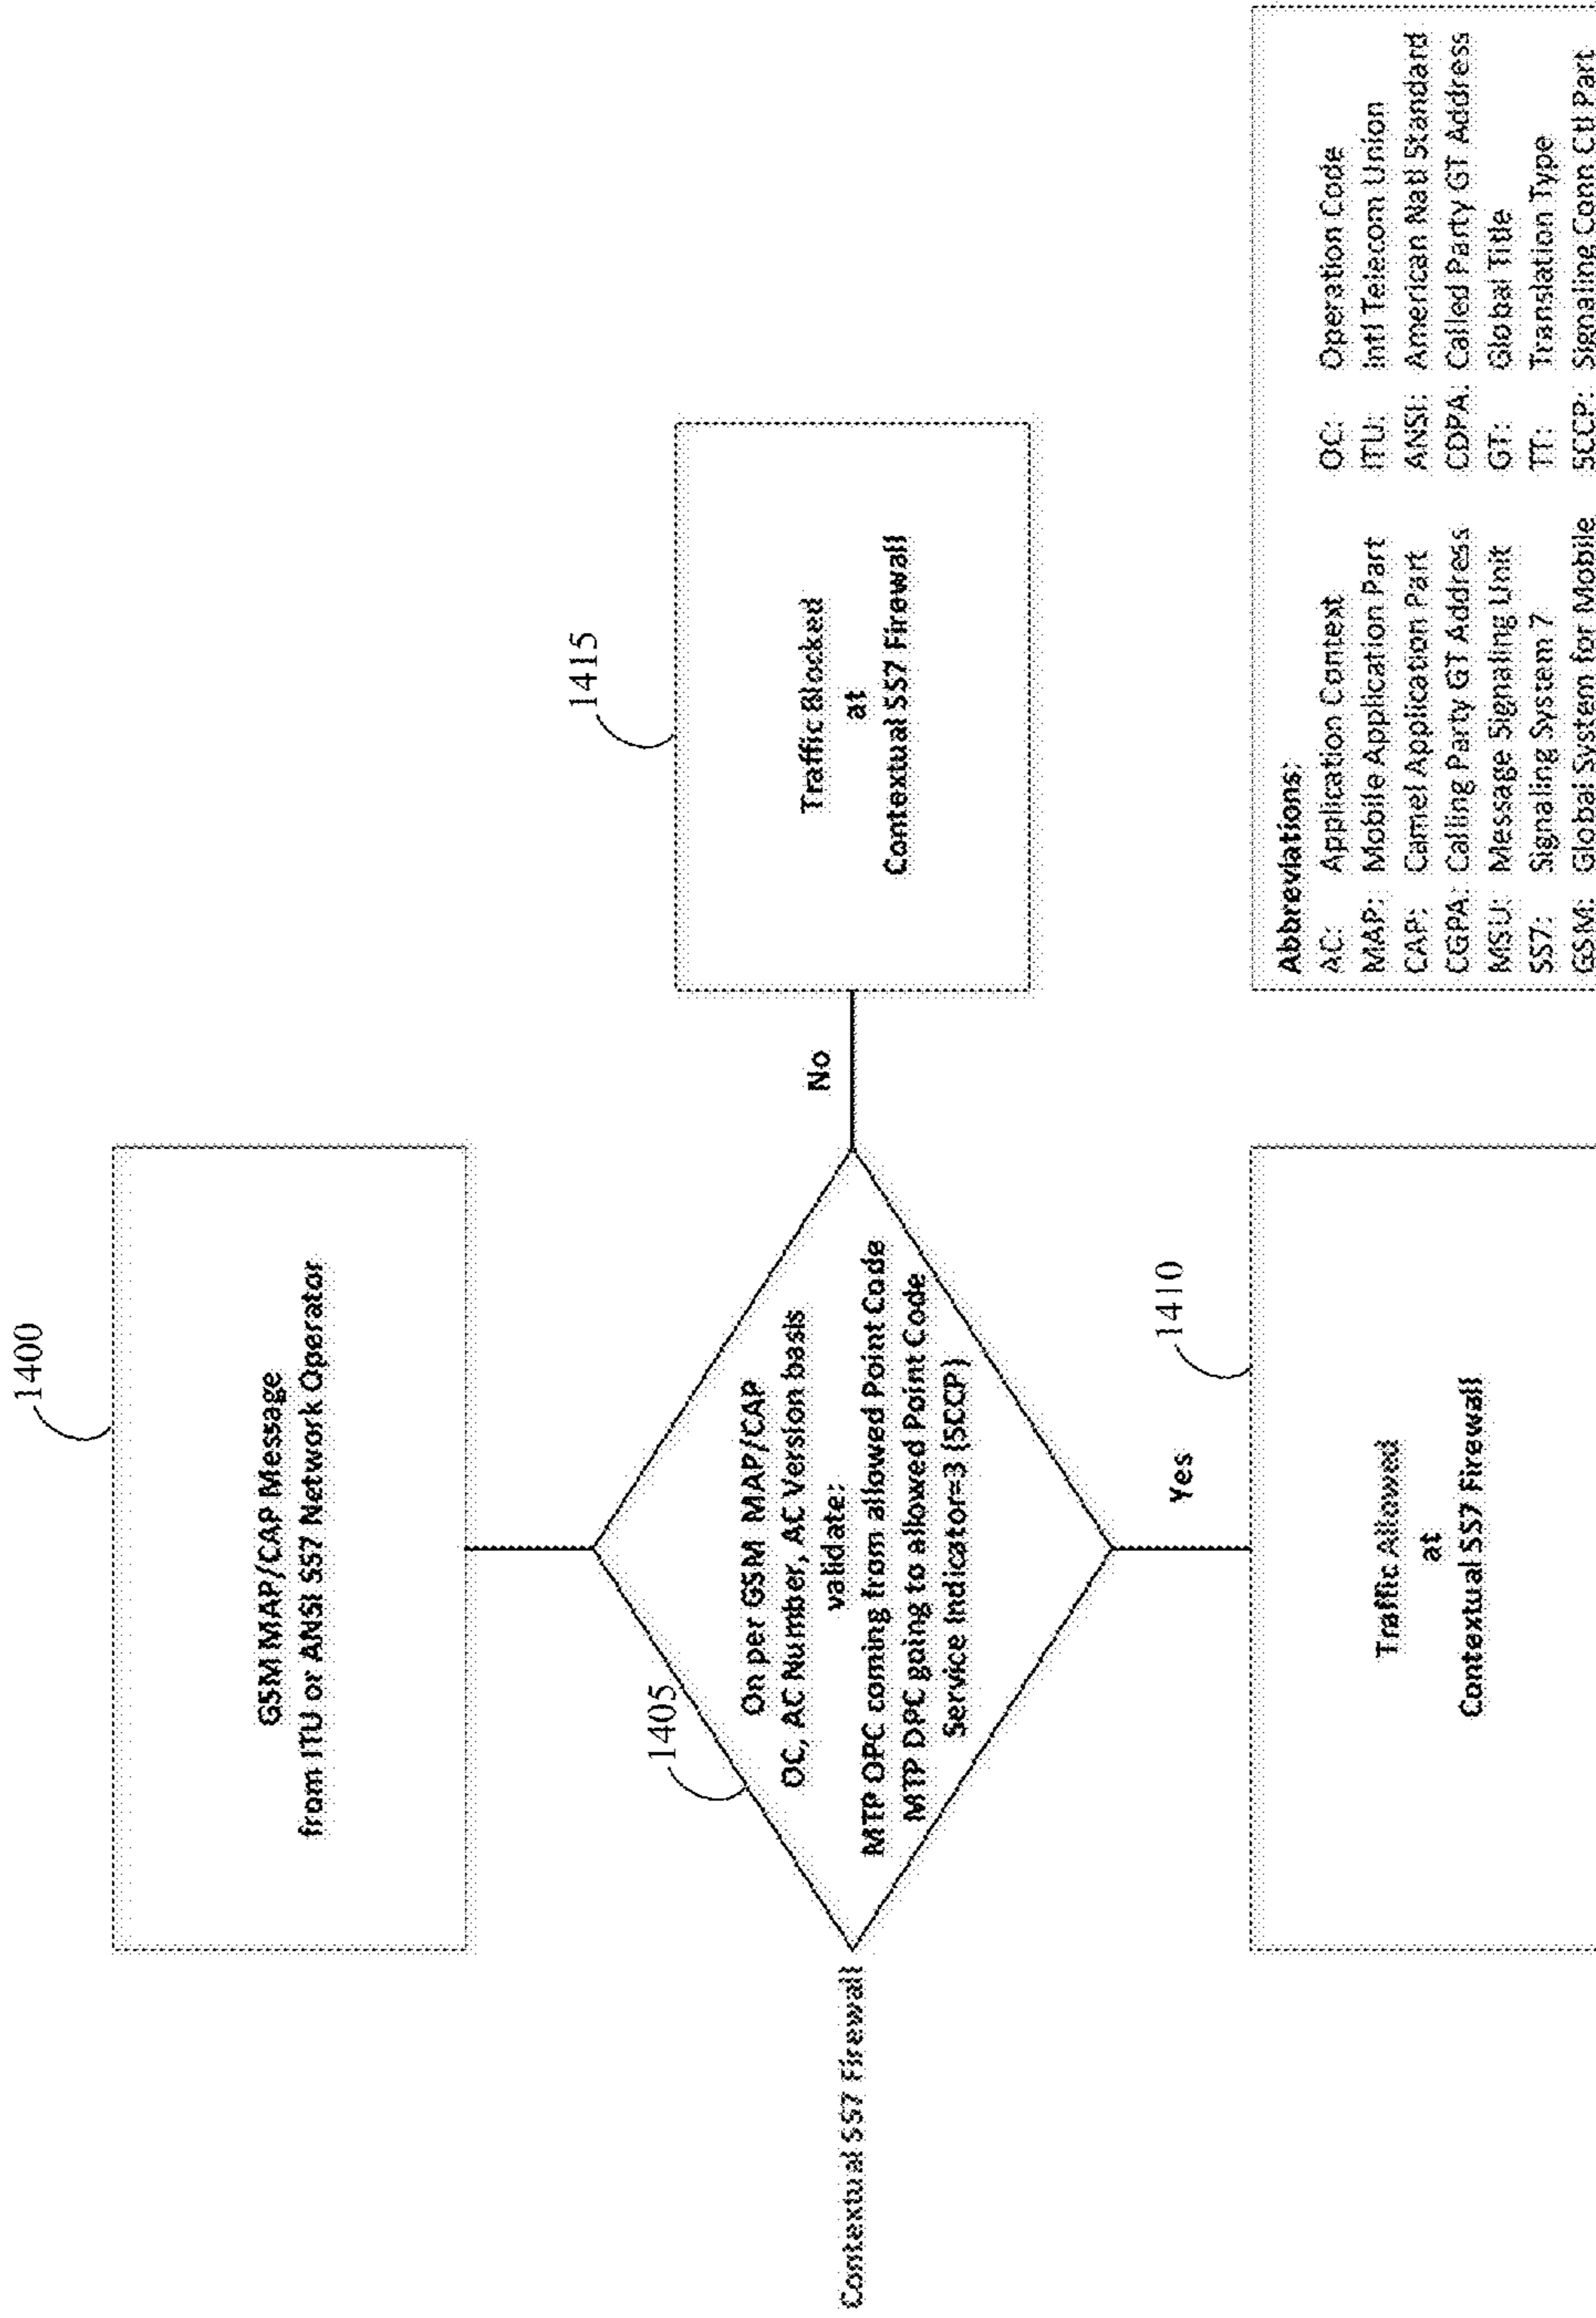 1400
GSM MAP/CAP Message
from ITU or ANSI SS7 Network Operator
1405
On per GSM MAP/CAP
OC, AC Number, AC Version basis
validate:
MTP OPC coming from allowed Point Code
MTP DPC going to allowed Point Code
Service Indicator=3 (SCCP)
Contextual SS7 Firewall
No
1415
Traffic Blocked
at
Contextual SS7 Firewall
Yes
1410
Traffic Allowed
at
Contextual SS7 Firewall
Abbreviations:
AC: Application Context OC: Operation Code
MAP: Mobile Application Part ITU: Intl Telecom Union
CAP: Camel Application Part ANSI: American Natl Standard
CGPA: Calling Party GT Address CDPA: Called Party GT Address
MSU: Message Signaling Unit GT: Global Title
SS7: Signaling System 7 TT: Translation Type
GSM: Global System for Mobile SCCP: Signaling Conn Ctl Part